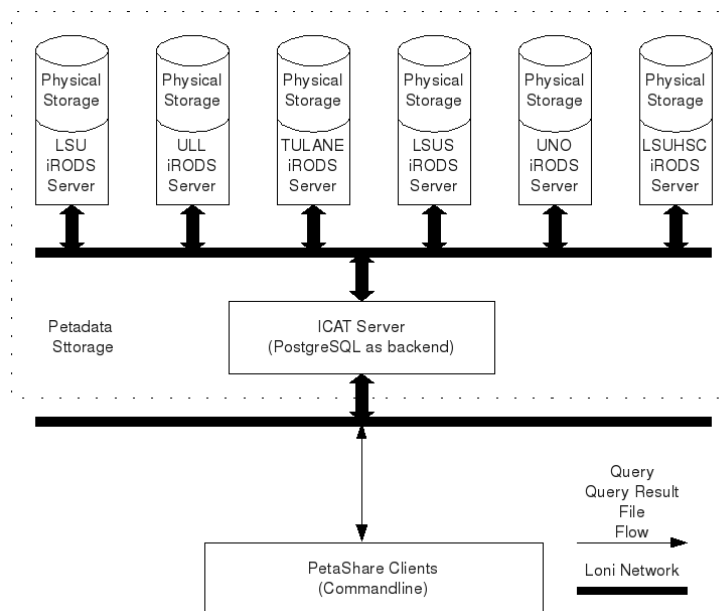 Physical
Storage
LSU
iRODS
Server
Physical
Storage
ULL
iRODS
Server
Physical
Storage
TULANE
iRODS
Server
Physical
Storage
LSUS
iRODS
Server
Physical
Storage
UNO
iRODS
Server
Physical
Storage
LSUHSC
iRODS
Server
Petadata
Sttorage
ICAT Server
(PostgreSQL as backend)
Query
Query Result
File
Flow
Loni Network
PetaShare Clients
(Commandline)